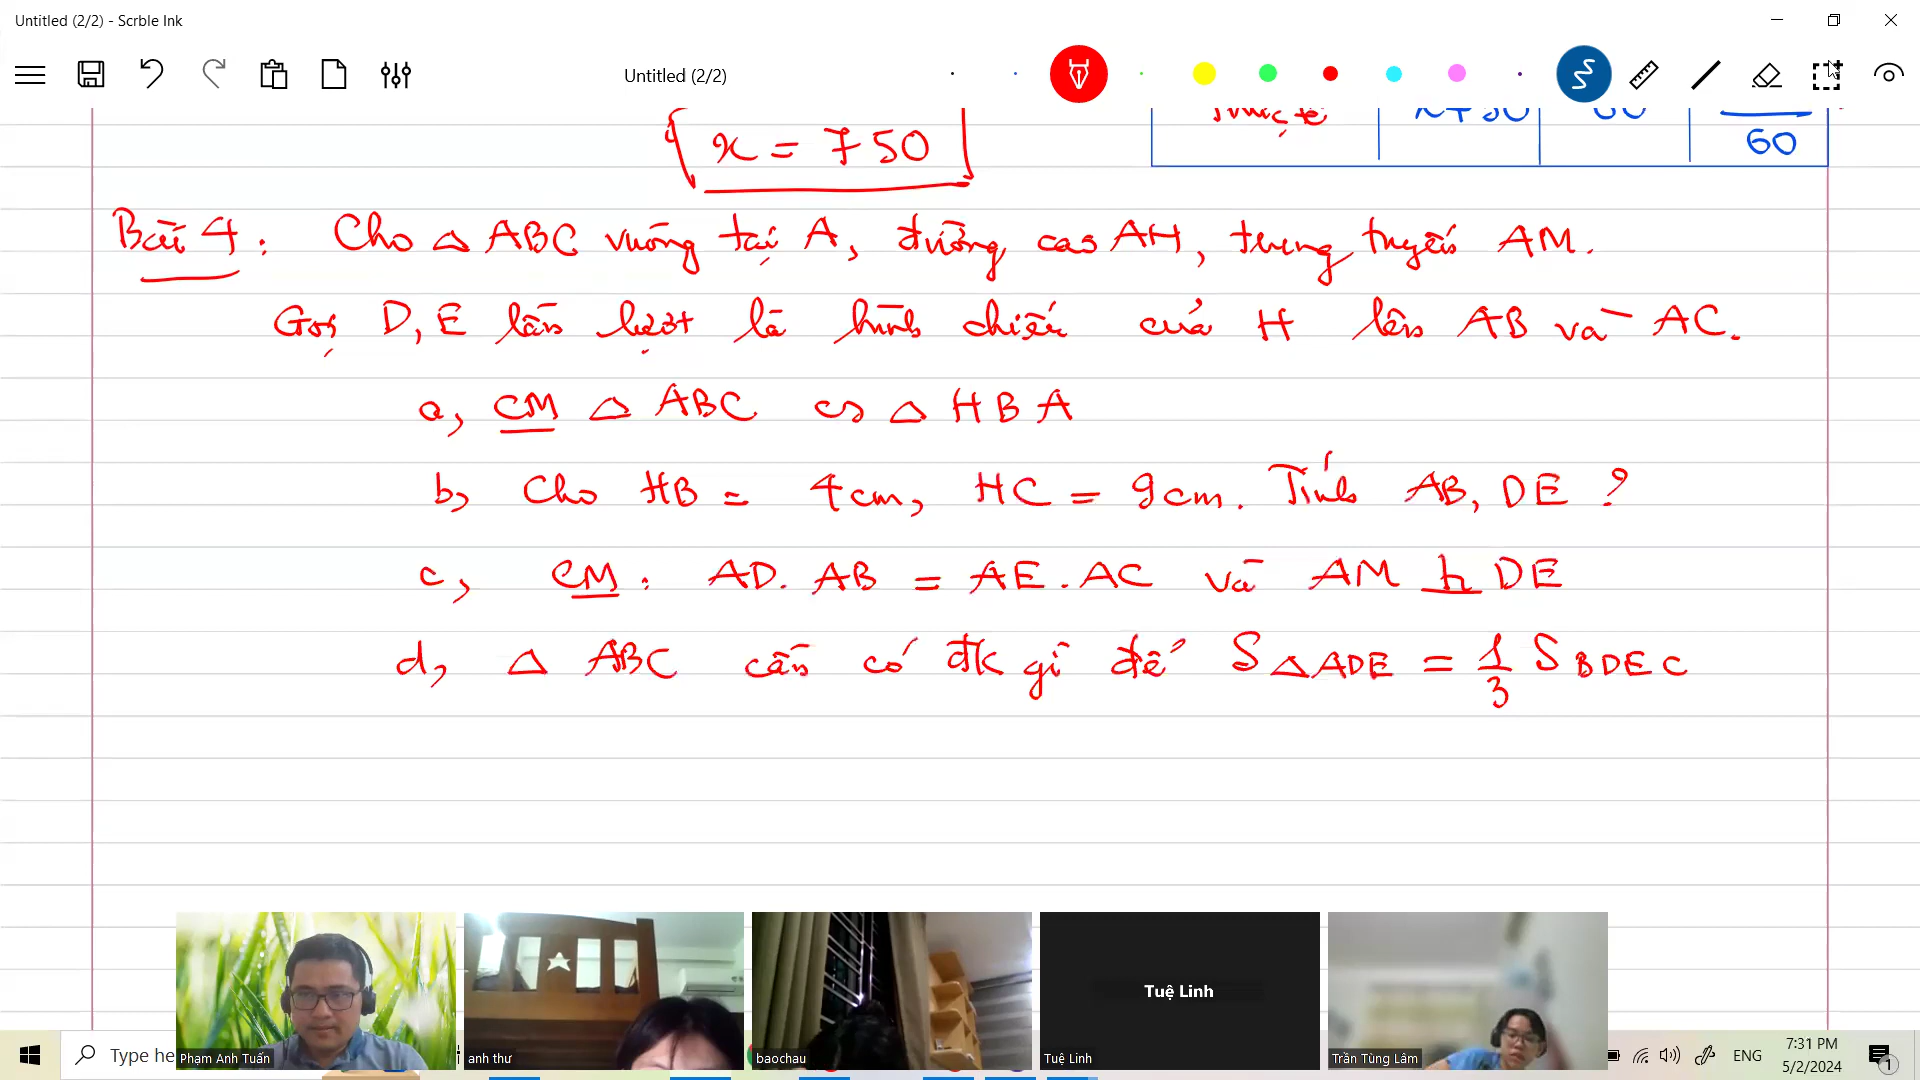 Untitled (2/2) - Scrble Ink
Untitled (2/2)
x = 750
60
Bài 4: Cho △ ABC vuông tại A, đường cao AH, trung tuyến AM.
Gọi D, E lần lượt là hình chiếu của H lên AB và AC.
a, CM △ ABC ∽ △ HBA
b, Cho HB = 4cm, HC = 9cm. Tính AB, DE ?
c, CM: AD. AB = AE. AC và AM ⊥ DE
d, △ ABC cần có đk gì để S△ADE = 1/3 SBDEC
Phạm Anh Tuấn
anh thư
baochau
Tuệ Linh
Tuệ Linh
Trần Tùng Lâm
Type he
ENG
7:31 PM
5/2/2024
1